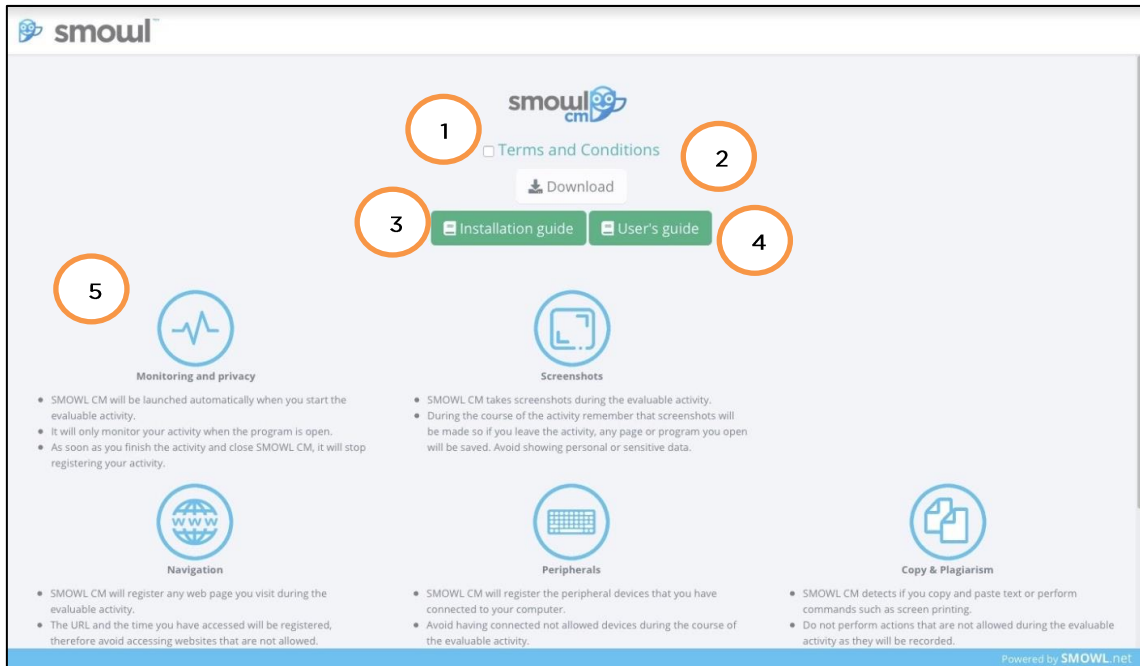 smowl™
smowl
cm
1
Terms and Conditions
2
Download
3
Installation guide
User's guide
4
5
Monitoring and privacy
SMOWL CM will be launched automatically when you start the
evaluable activity.
It will only monitor your activity when the program is open.
As soon as you finish the activity and close SMOWL CM, it will stop
registering your activity.
Screenshots
SMOWL CM takes screenshots during the evaluable activity.
During the course of the activity remember that screenshots will
be made so if you leave the activity, any page or program you open
will be saved. Avoid showing personal or sensitive data.
www
Navigation
SMOWL CM will register any web page you visit during the
evaluable activity.
The URL and the time you have accessed will be registered,
therefore avoid accessing websites that are not allowed.
Peripherals
SMOWL CM will register the peripheral devices that you have
connected to your computer.
Avoid having connected not allowed devices during the course of
the evaluable activity.
Copy & Plagiarism
SMOWL CM detects if you copy and paste text or perform
commands such as screen printing.
Do not perform actions that are not allowed during the evaluable
activity as they will be recorded.
Powered by SMOWL.net